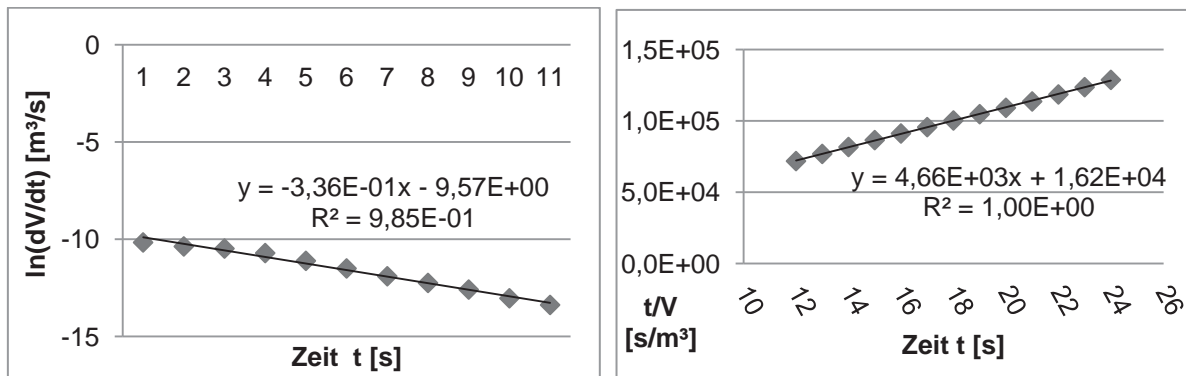 0
1 2 3 4 5 6 7 8 9 10 11
-5
y = -3,36E-01x - 9,57E+00
R² = 9,85E-01
-10
-15
ln(dV/dt) [m³/s]
Zeit t [s]
1,5E+05
1,0E+05
y = 4,66E+03x + 1,62E+04
5,0E+04
R² = 1,00E+00
0,0E+00
t/V
[s/m³]
10 12 14 16 18 20 22 24 26
Zeit t [s]